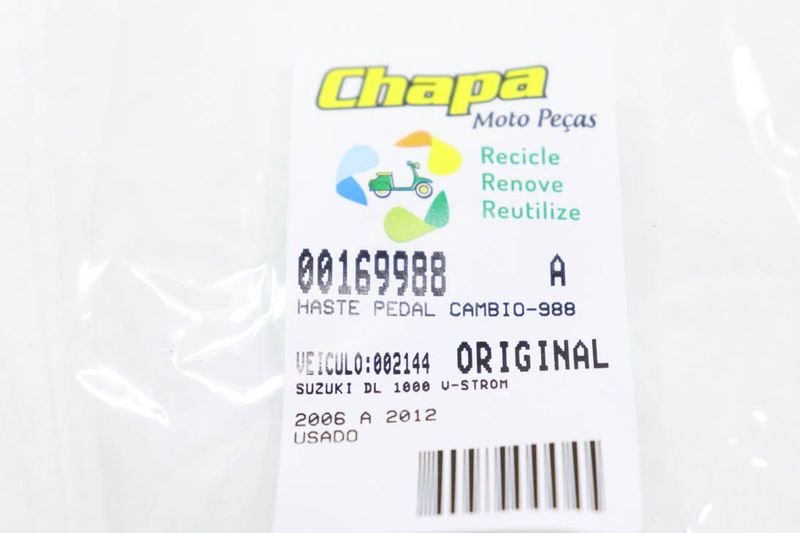 Chapa
Moto Peças
Recicle
Renove
Reutilize
00169988 A
HASTE PEDAL CAMBIO-988
VEICULO:002144 ORIGINAL
SUZUKI DL 1000 V-STROM
2006 A 2012
USADO